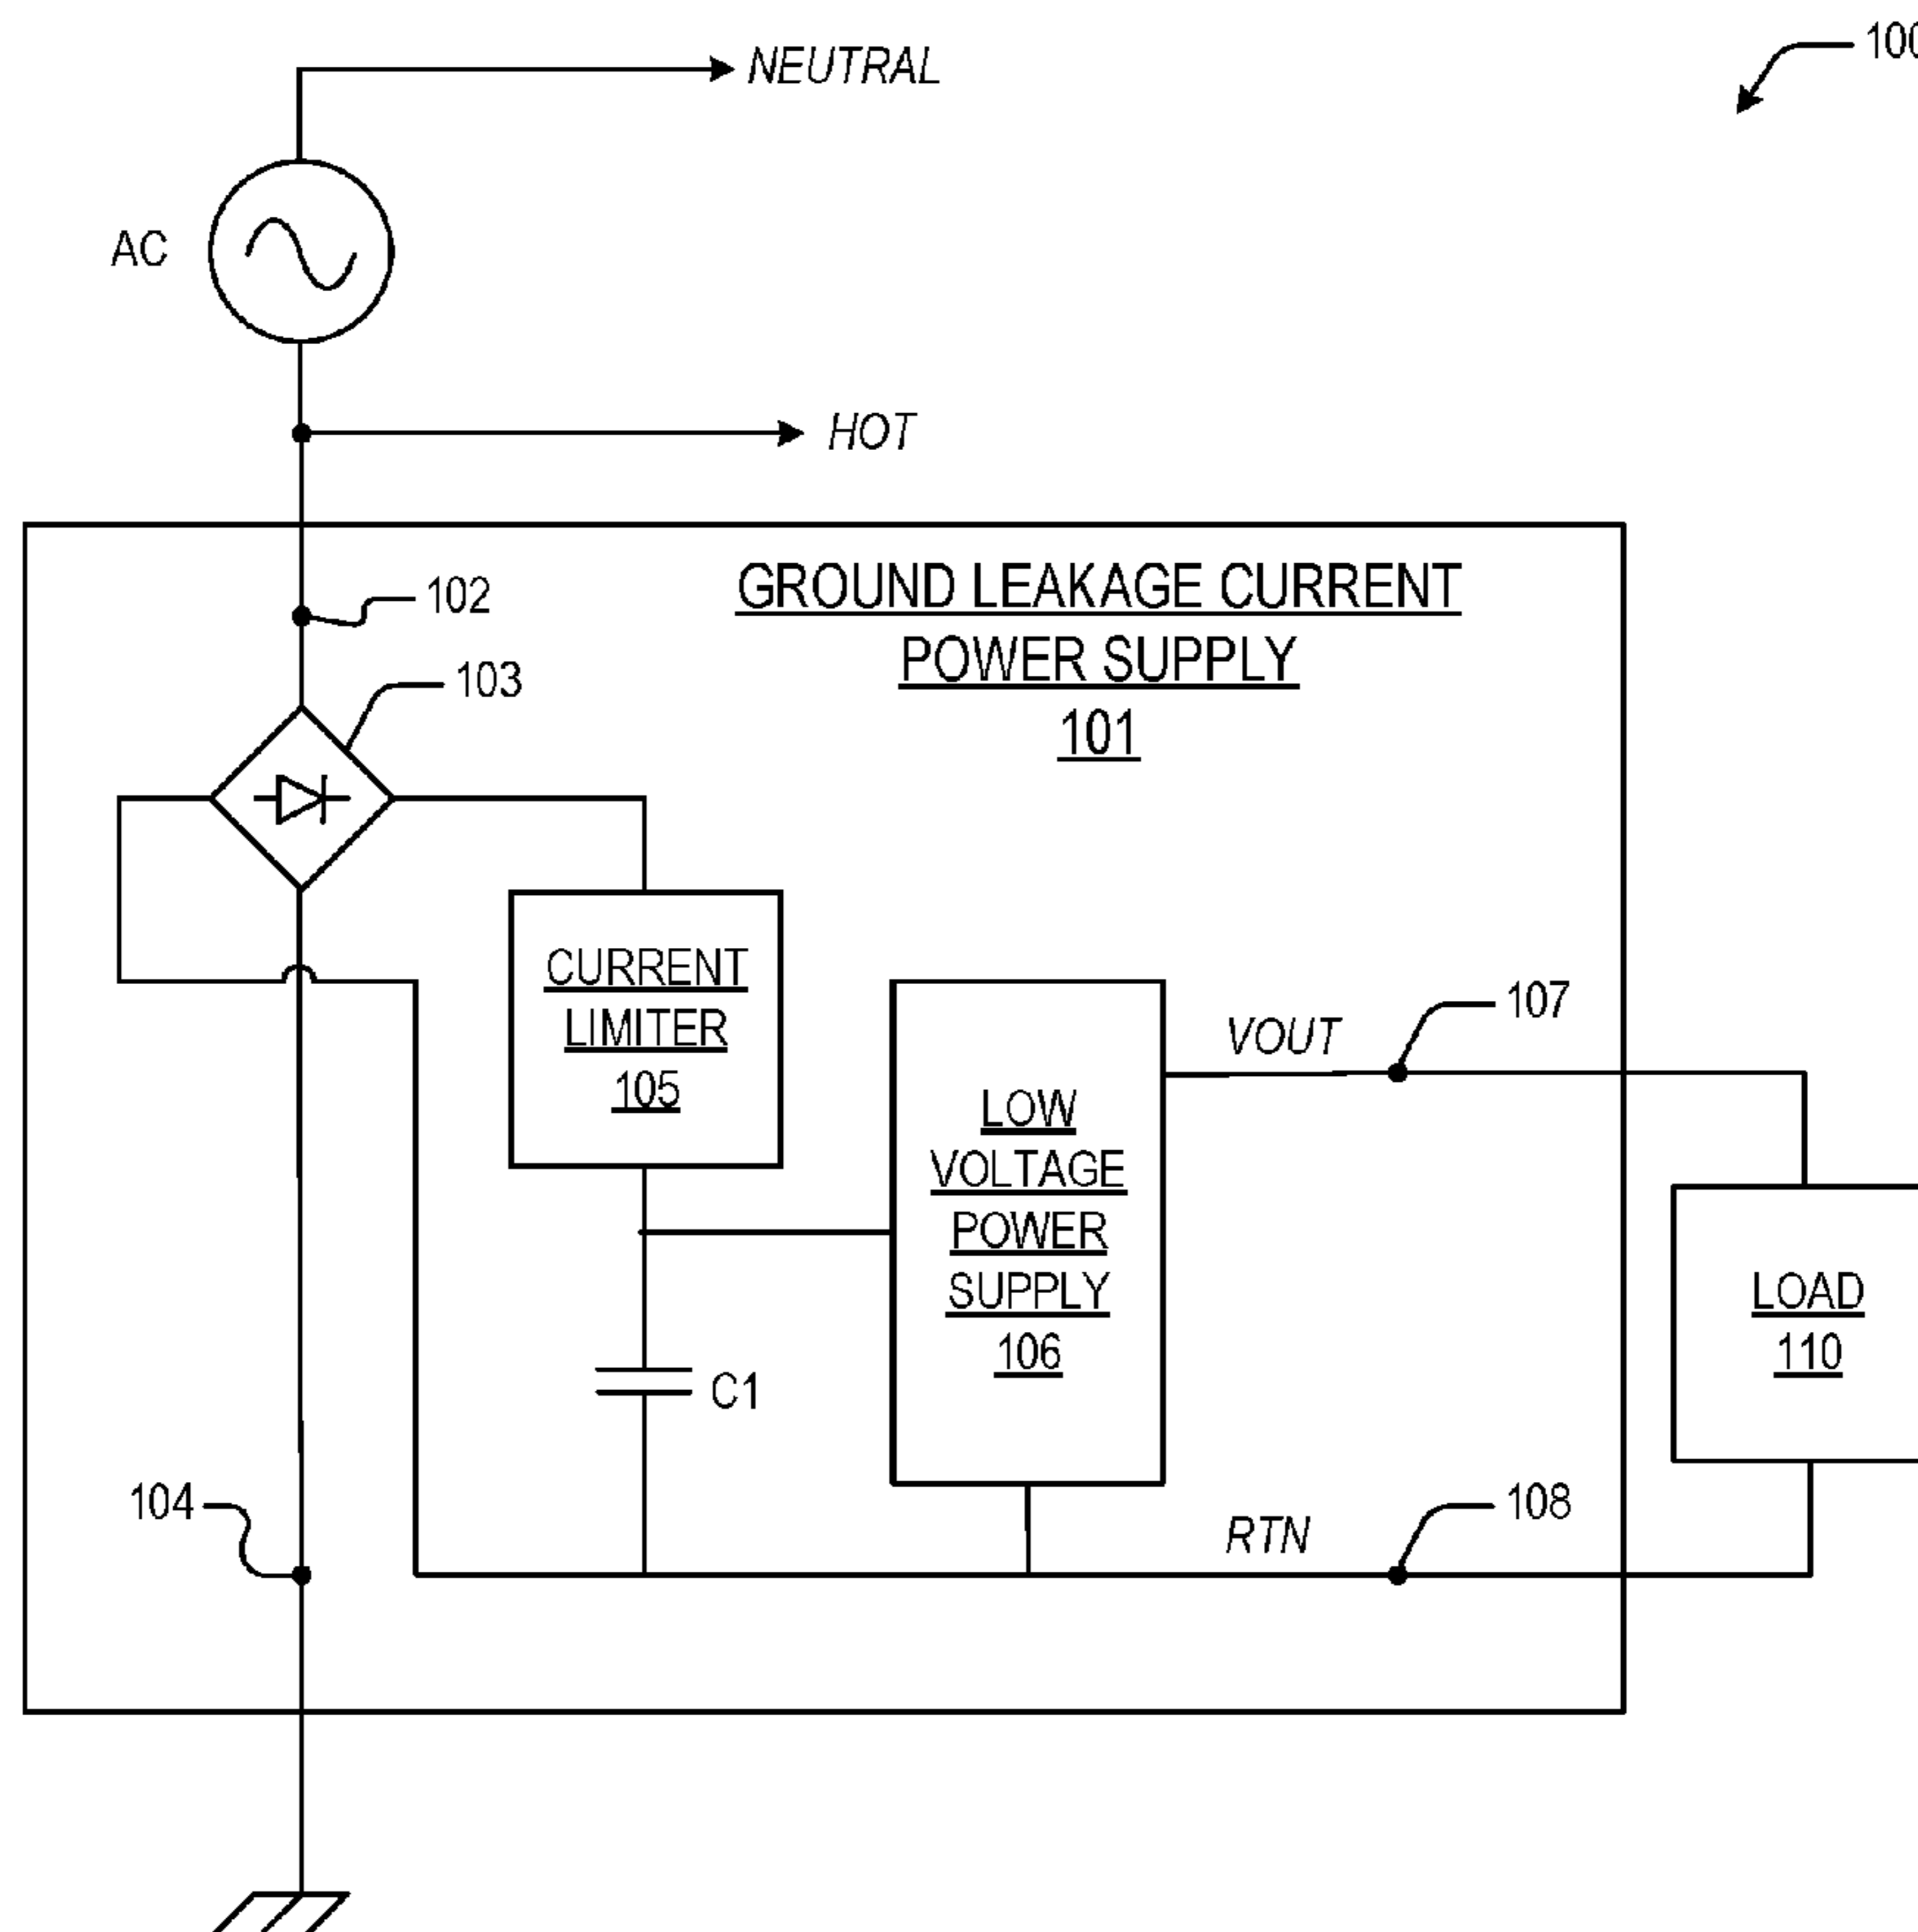 NEUTRAL
AC
HOT
102
GROUND LEAKAGE CURRENT
POWER SUPPLY
101
103
CURRENT
LIMITER
105
LOW
VOLTAGE
POWER
SUPPLY
106
VOUT
107
C1
LOAD
110
104
RTN
108